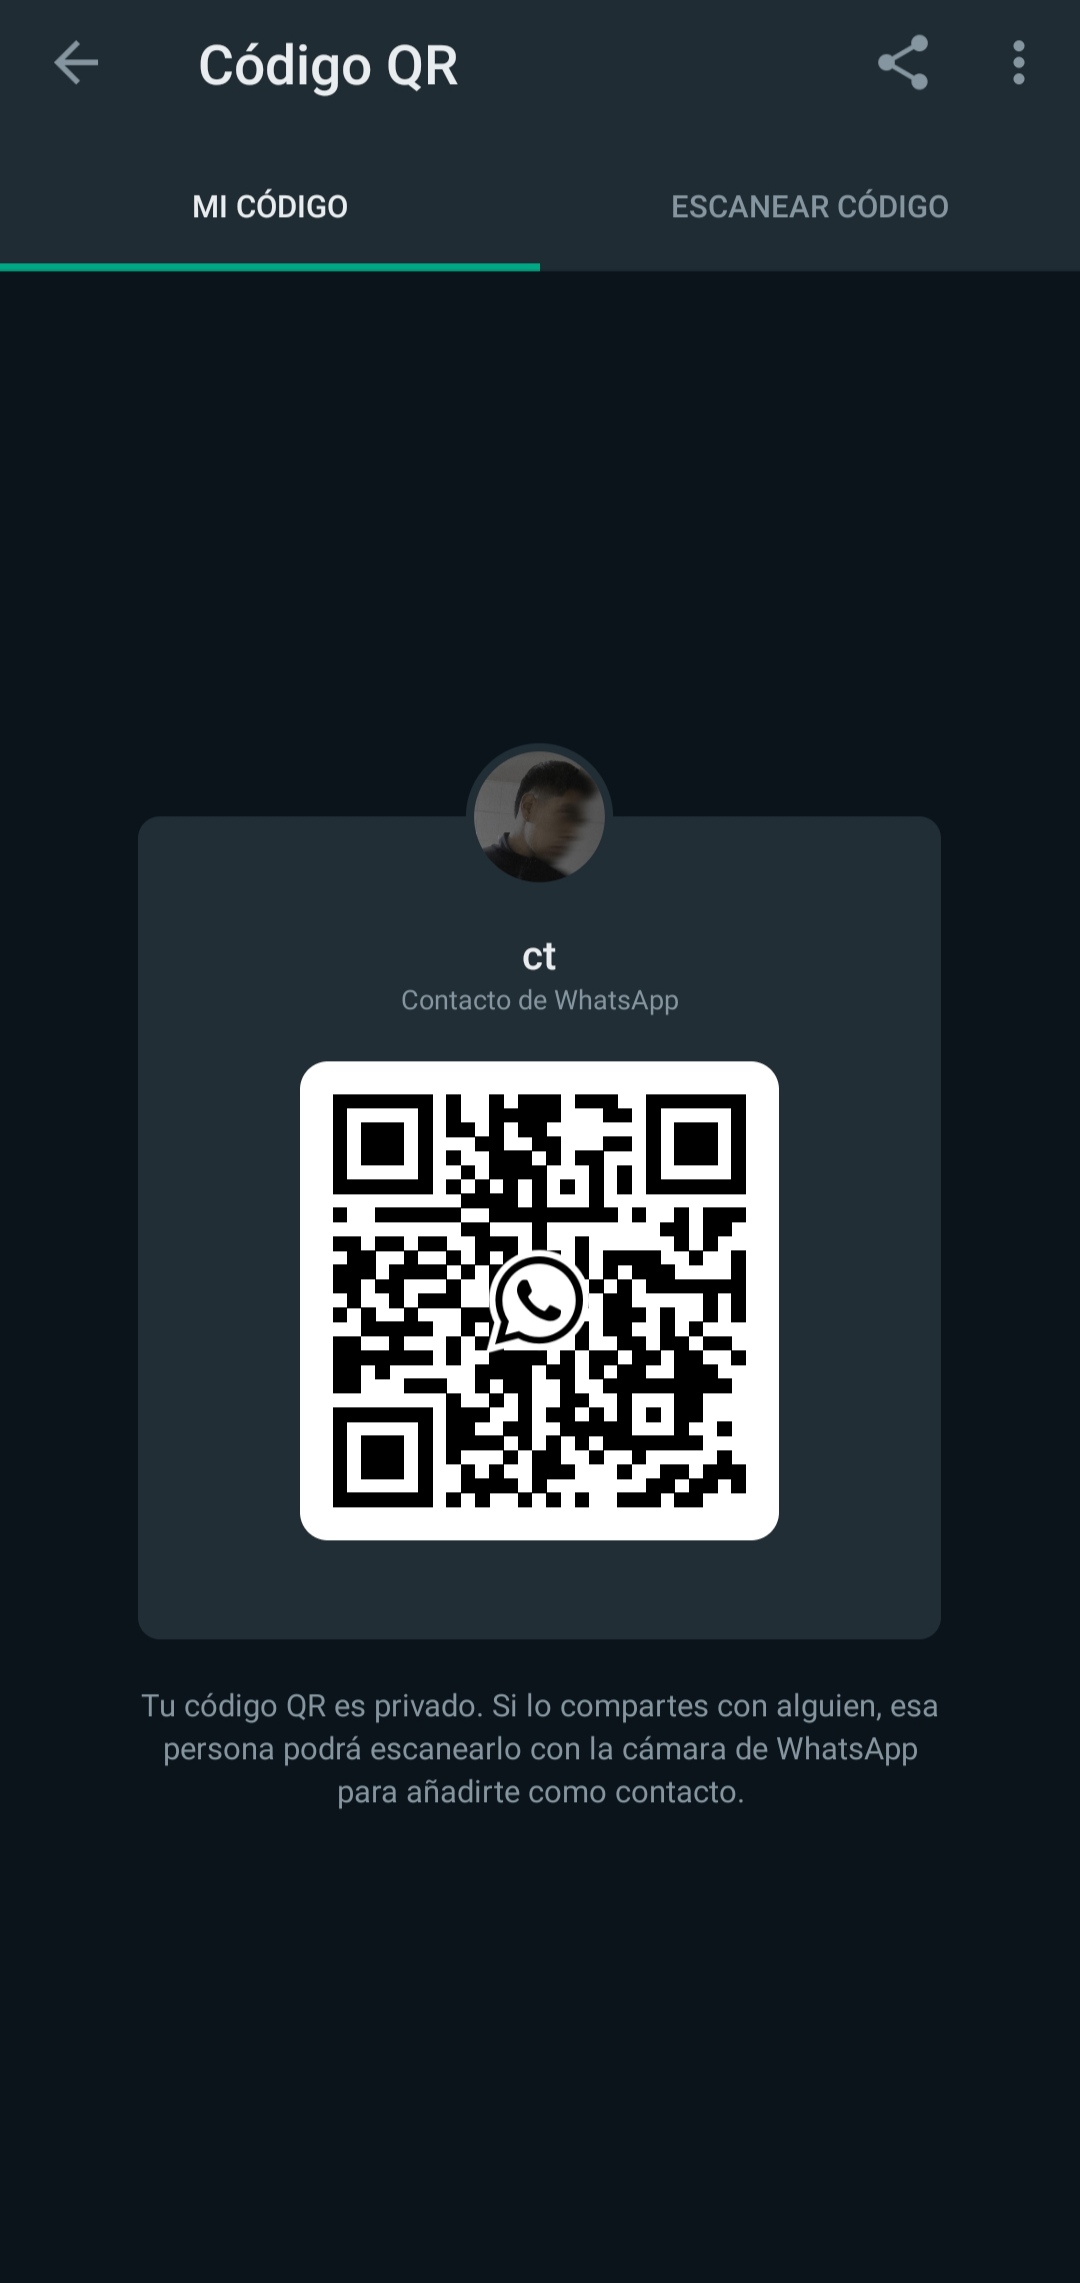 Código QR
MI CÓDIGO
ESCANEAR CÓDIGO
ct
Contacto de WhatsApp
Tu código QR es privado. Si lo compartes con alguien, esa
persona podrá escanearlo con la cámara de WhatsApp
para añadirte como contacto.